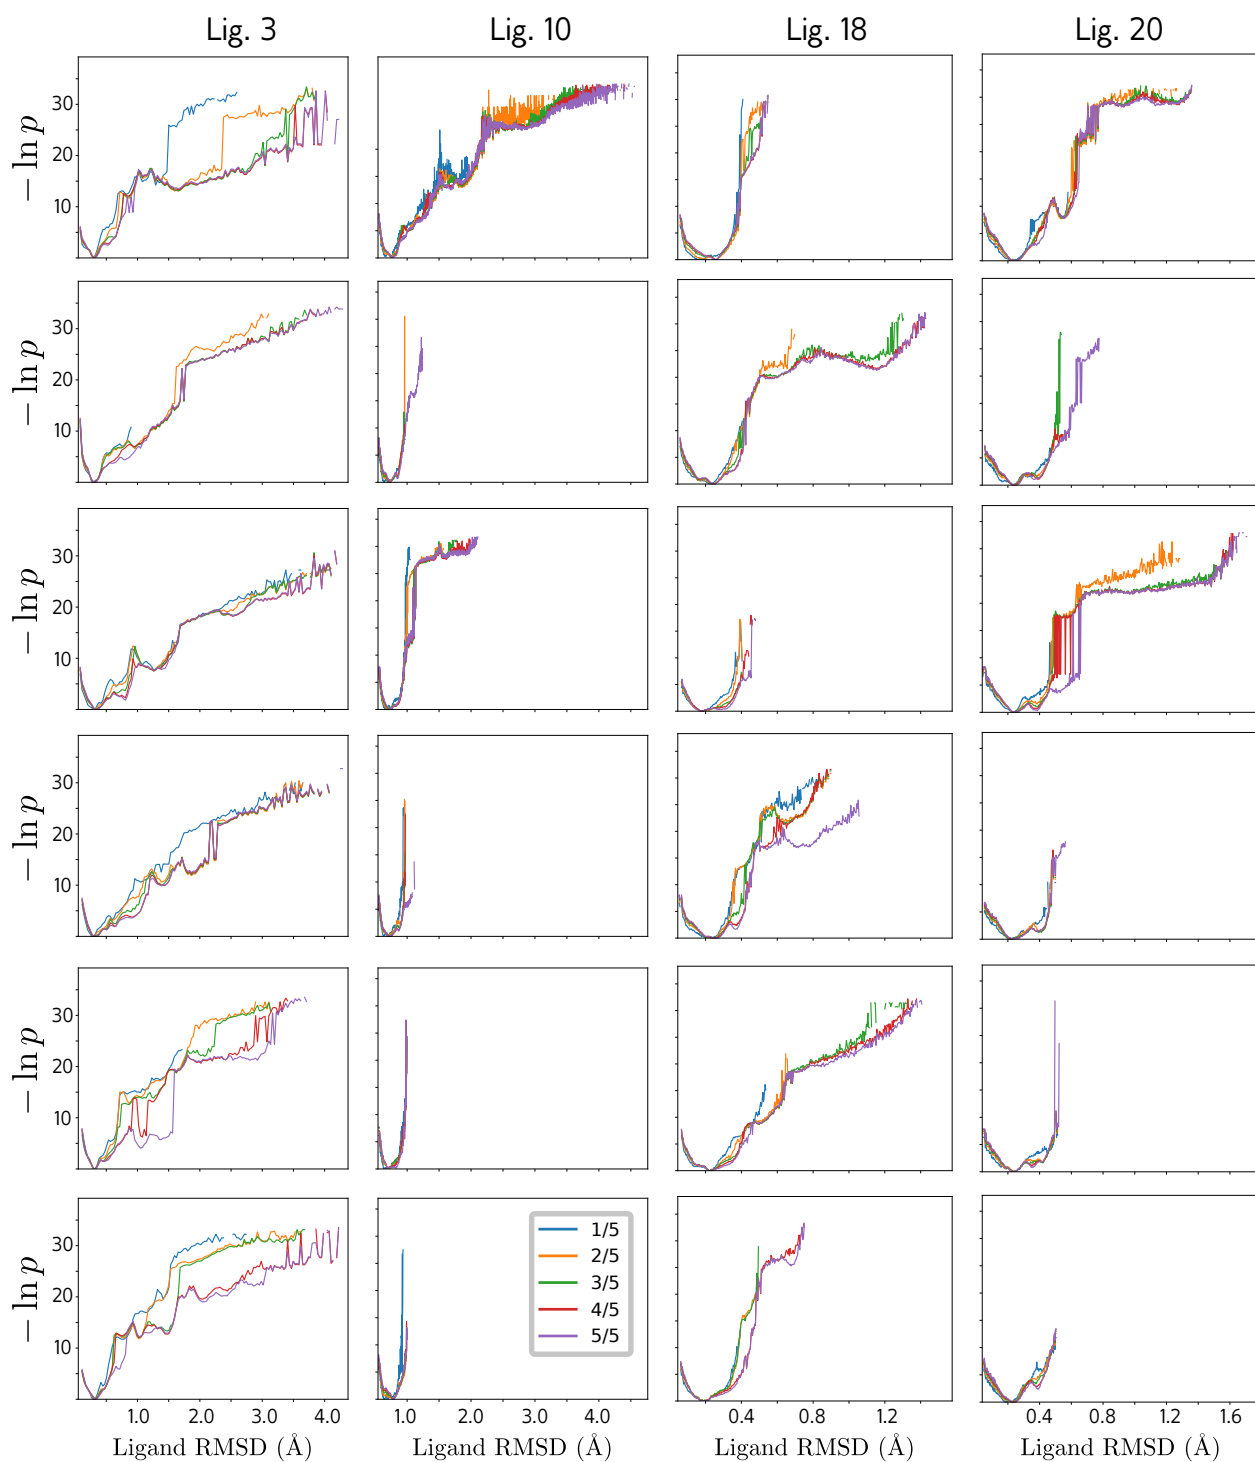 Lig. 3 Lig. 10 Lig. 18 Lig. 20
− ln p
30
20
10
− ln p
30
20
10
− ln p
30
20
10
− ln p
30
20
10
− ln p
30
20
10
− ln p
30
20
10
1/5
2/5
3/5
4/5
5/5
1.0 2.0 3.0 4.0 1.0 2.0 3.0 4.0 0.4 0.8 1.2 0.4 0.8 1.2 1.6
Ligand RMSD (Å) Ligand RMSD (Å) Ligand RMSD (Å) Ligand RMSD (Å)